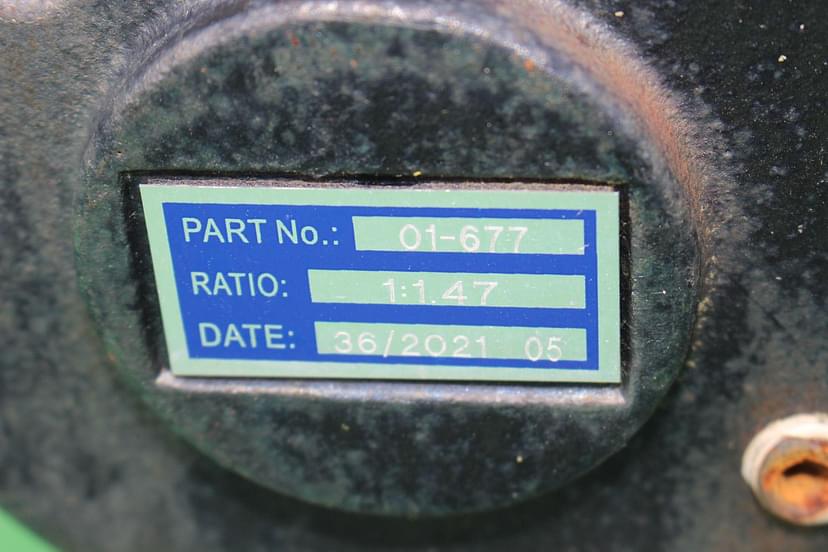 PART No.: 01-677
RATIO: 1:1.47
DATE: 36/2021 05